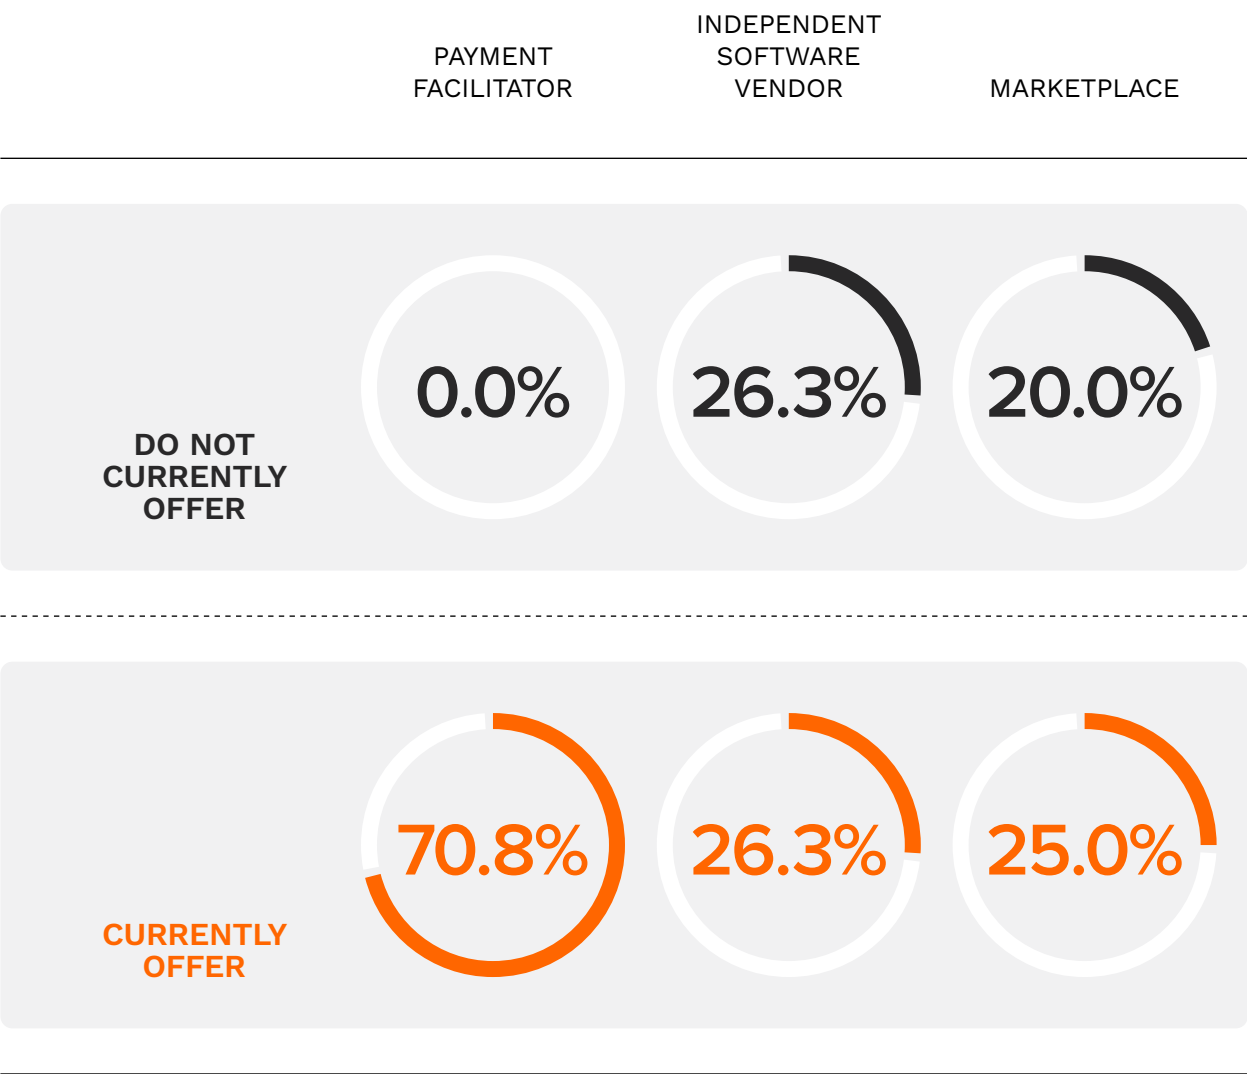 PAYMENT
FACILITATOR
INDEPENDENT
SOFTWARE
VENDOR
MARKETPLACE
DO NOT
CURRENTLY
OFFER
0.0%
26.3%
20.0%
CURRENTLY
OFFER
70.8%
26.3%
25.0%